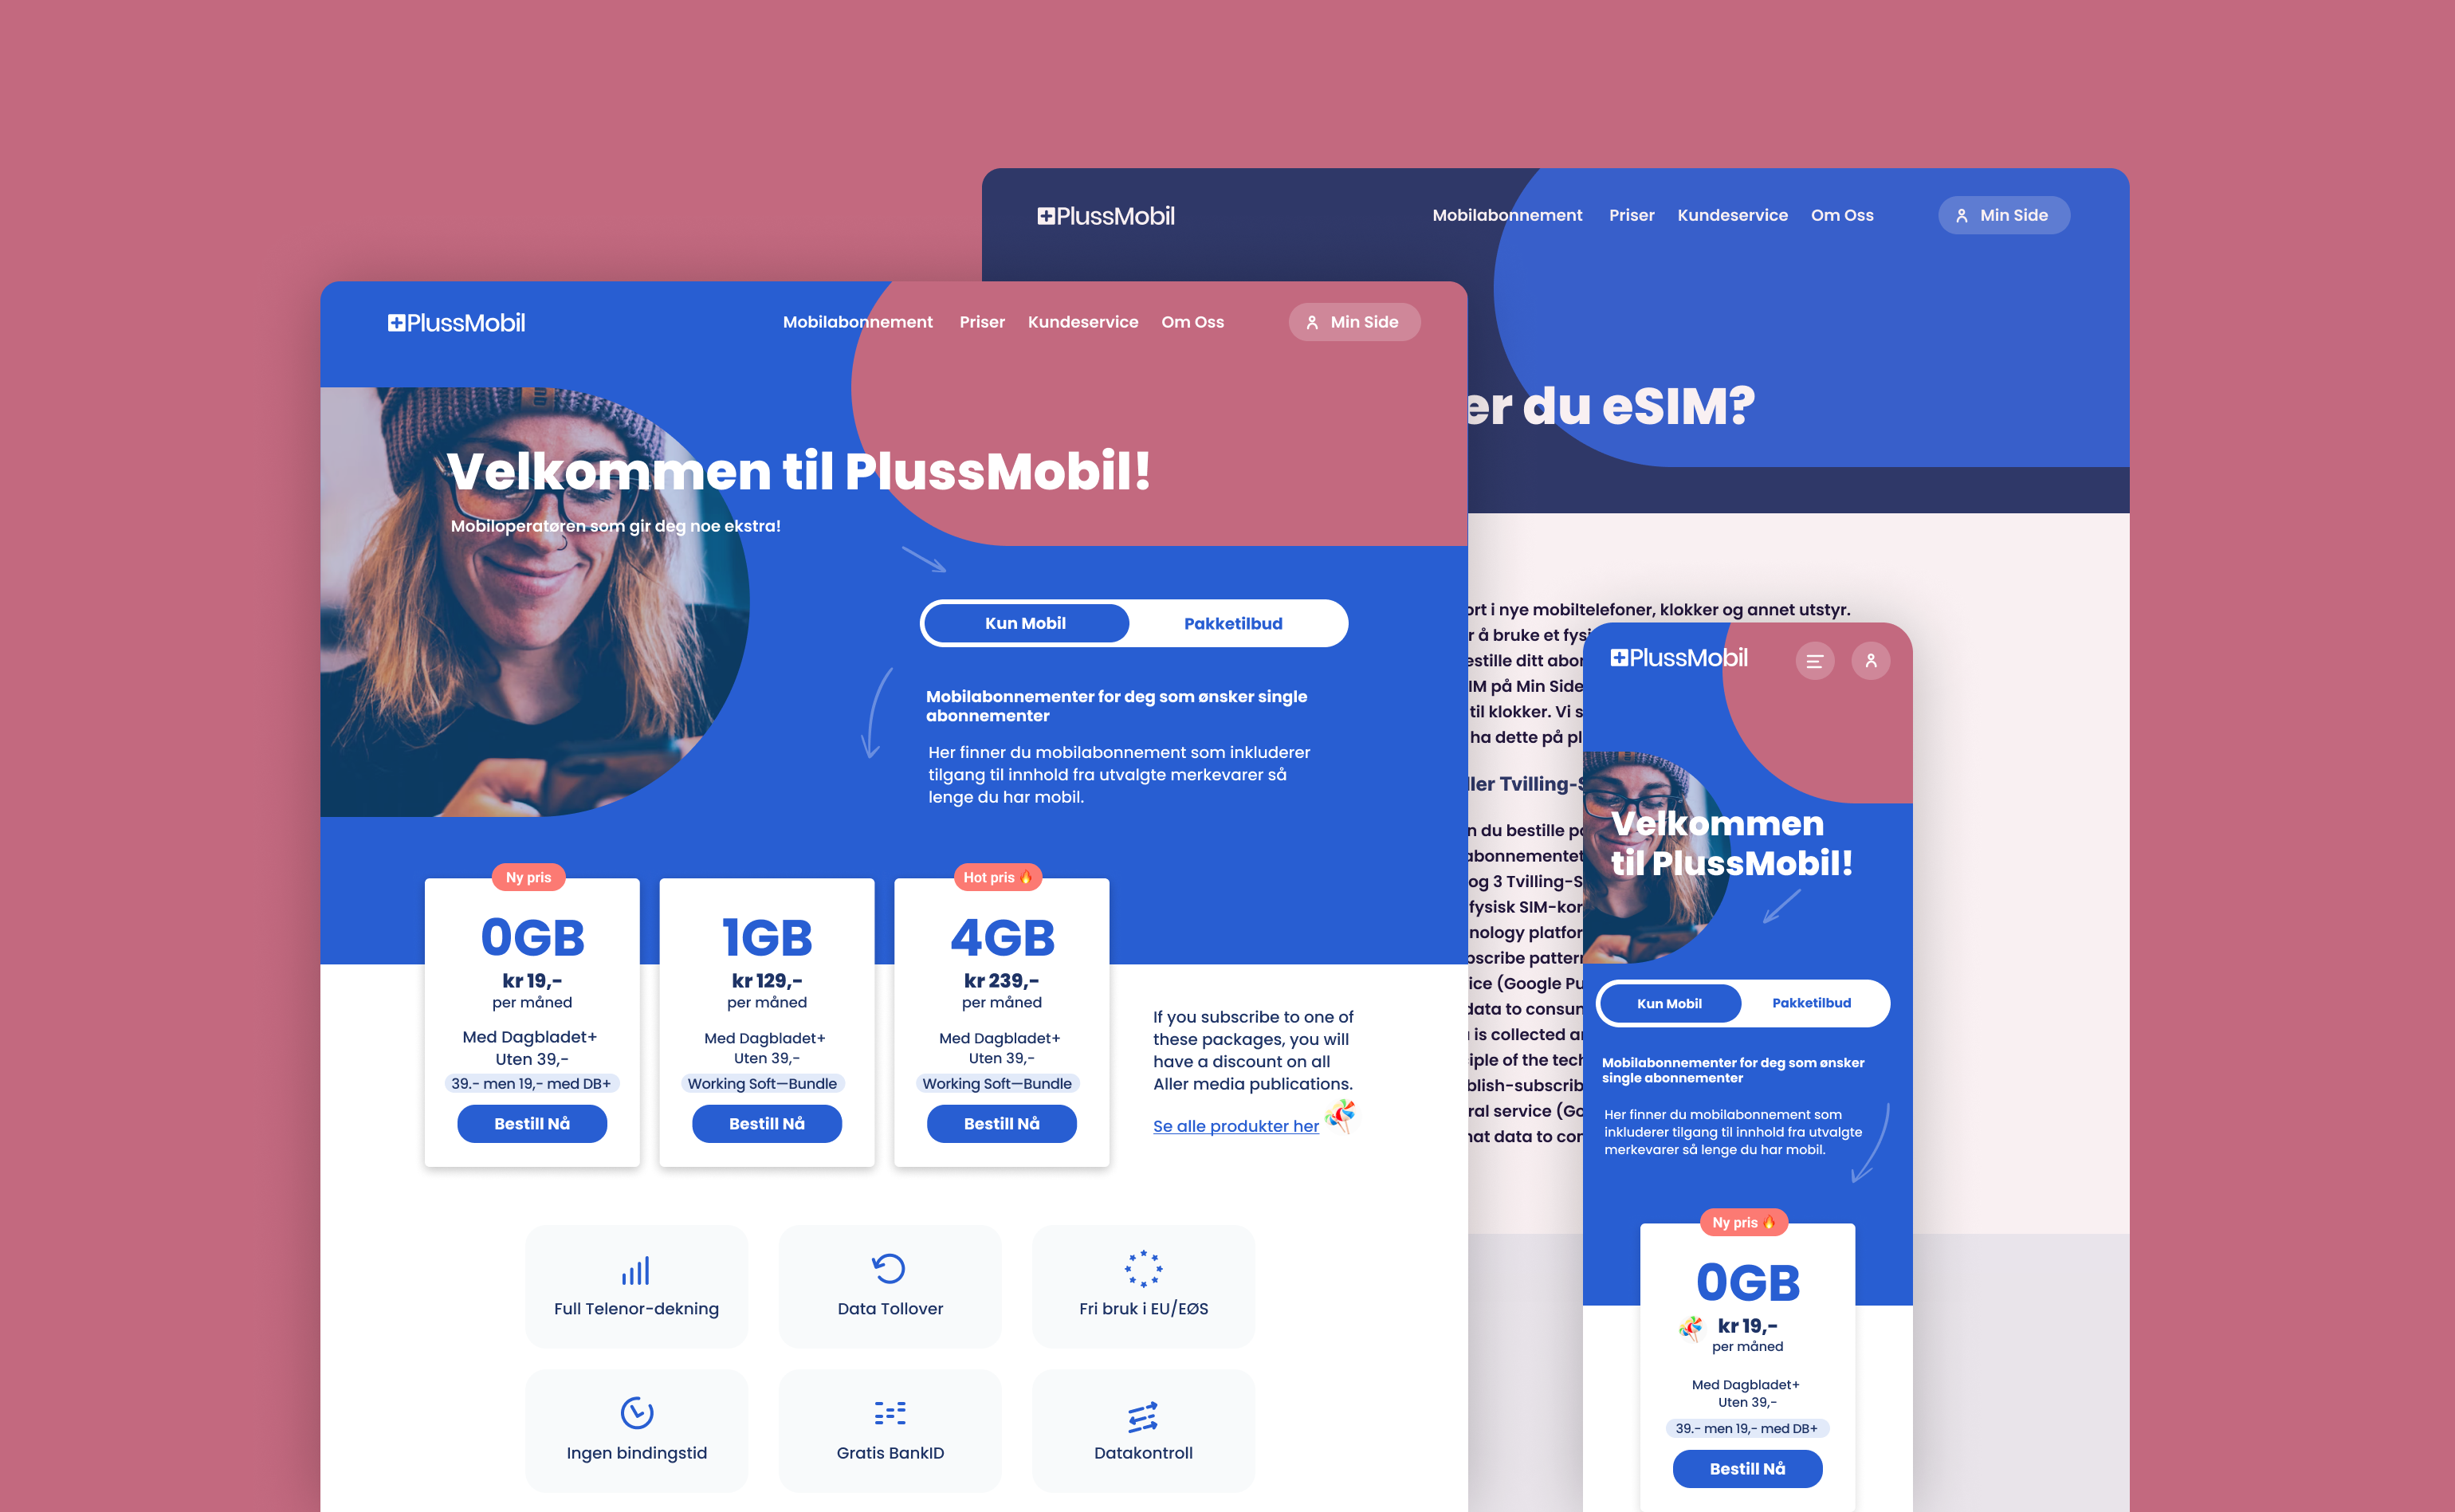 PlussMobil
Mobilabonnement Priser Kundeservice Om Oss Min Side
er du eSIM?
ort i nye mobiltelefoner, klokker og annet utstyr.
r å bruke et fysi
estille ditt abor
IM på Min Side
til klokker. Vi s
ha dette på pl
ller Tvilling-S
n du bestille p
abonnementet
og 3 Tvilling-S
fysisk SIM-kor
nology platfor
bscribe patterr
ice (Google Pu
data to consur
is collected ar
iple of the tech
blish-subscrib
ral service (Go
hat data to cor
PlussMobil
Mobilabonnement Priser Kundeservice Om Oss Min Side
Velkommen til PlussMobil!
Mobiloperatøren som gir deg noe ekstra!
Kun Mobil Pakketilbud
Mobilabonnementer for deg som ønsker single
abonnementer
Her finner du mobilabonnement som inkluderer
tilgang til innhold fra utvalgte merkevarer så
lenge du har mobil.
Ny pris
0GB
kr 19,-
per måned
Med Dagbladet+
Uten 39,-
39.- men 19,- med DB+
Bestill Nå
1GB
kr 129,-
per måned
Med Dagbladet+
Uten 39,-
Working Soft—Bundle
Bestill Nå
Hot pris 🔥
4GB
kr 239,-
per måned
Med Dagbladet+
Uten 39,-
Working Soft—Bundle
Bestill Nå
If you subscribe to one of
these packages, you will
have a discount on all
Aller media publications.
Se alle produkter her
Full Telenor-dekning
Data Tollover
Fri bruk i EU/EØS
Ingen bindingstid
Gratis BankID
Datakontroll
PlussMobil
Velkommen
til PlussMobil!
Kun Mobil Pakketilbud
Mobilabonnementer for deg som ønsker
single abonnementer
Her finner du mobilabonnement som
inkluderer tilgang til innhold fra utvalgte
merkevarer så lenge du har mobil.
Ny pris 🔥
0GB
kr 19,-
per måned
Med Dagbladet+
Uten 39,-
39.- men 19,- med DB+
Bestill Nå